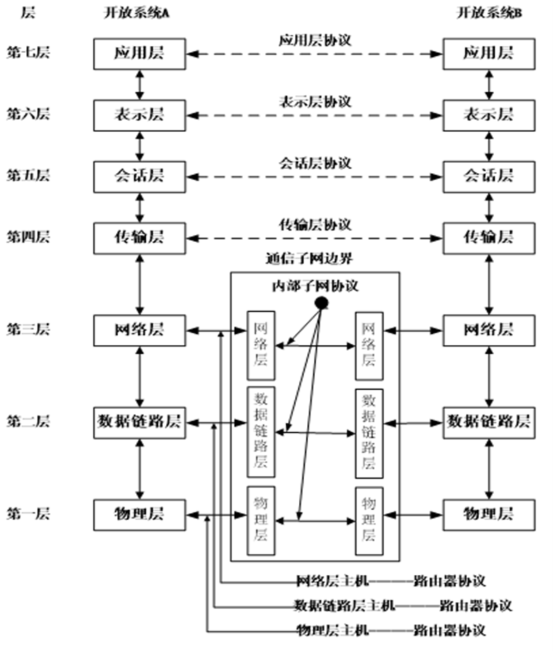 层 开放系统A 开放系统B
第七层 应用层 应用层协议 应用层
第六层 表示层 表示层协议 表示层
第五层 会话层 会话层协议 会话层
第四层 传输层 传输层协议 传输层
通信子网边界
内部子网协议
第三层 网络层 网络层 网络层 网络层
第二层 数据链路层 数据链路层 数据链路层 数据链路层
第一层 物理层 物理层 物理层 物理层
网络层主机———路由器协议
数据链路层主机———路由器协议
物理层主机———路由器协议